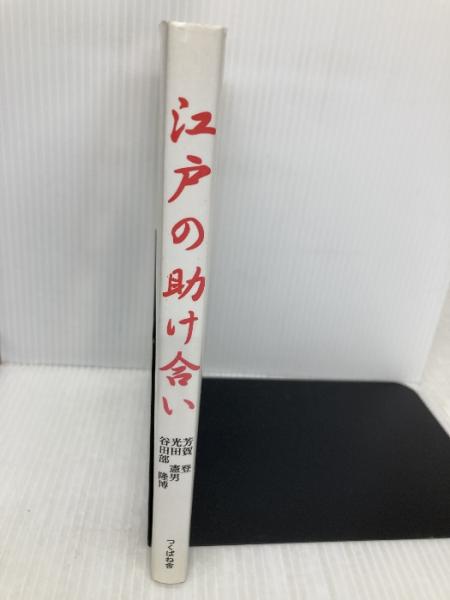 江戸の助け合い
芳賀 登
光田 憲男
谷田部 隆博
つくばね舎